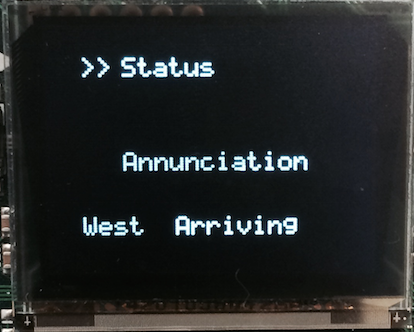 >> Status
Annunciation
West Arriving